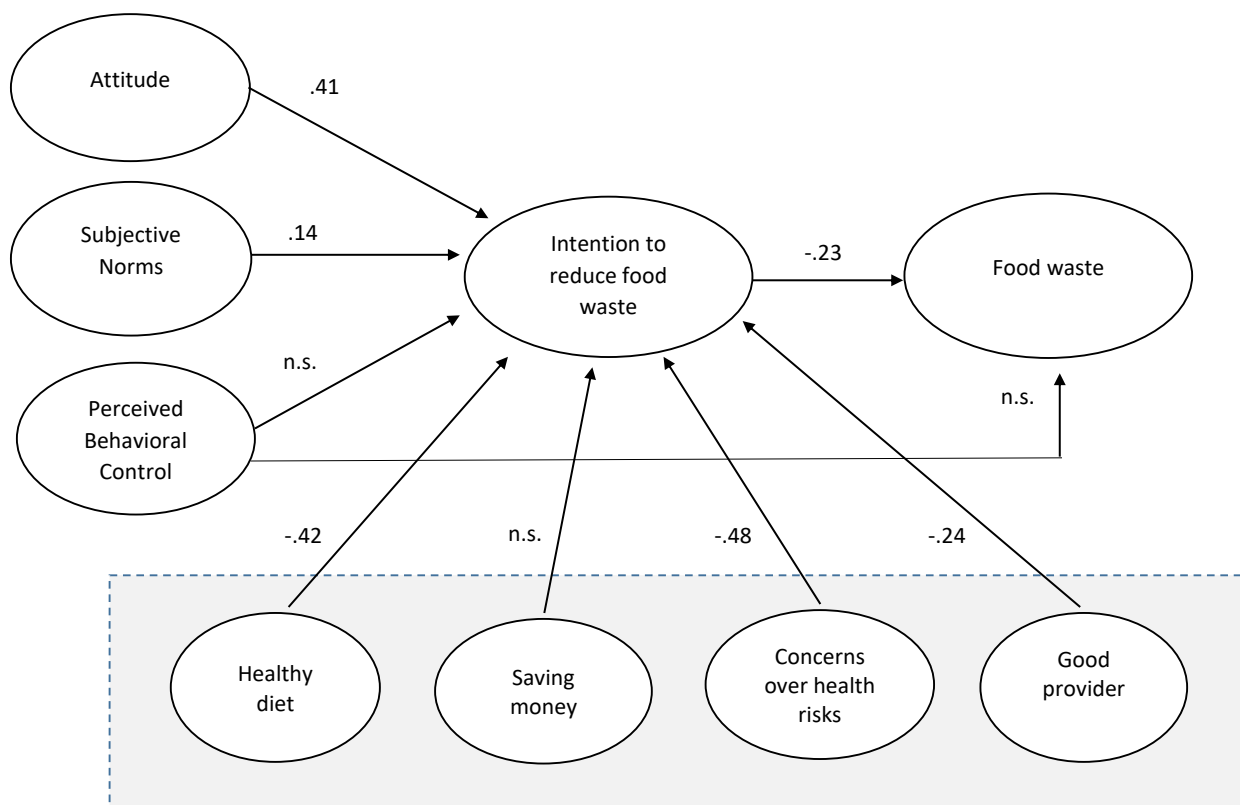 Attitude
.41
Subjective
Norms
.14
Intention to
reduce food
waste
-.23
Food waste
n.s.
Perceived
Behavioral
Control
n.s.
-.42
n.s.
-.48
-.24
Healthy
diet
Saving
money
Concerns
over health
risks
Good
provider